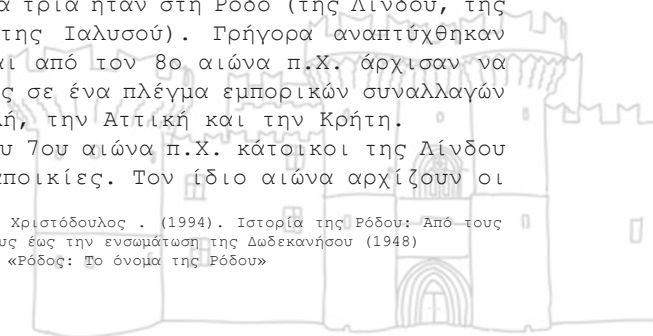 α τρία ήταν στη Ρόδο (της Λίνδου, της
της Ιαλυσού). Γρήγορα αναπτύχθηκαν
αι από τον 8ο αιώνα π.Χ. άρχισαν να
ς σε ένα πλέγμα εμπορικών συναλλαγών
λή, την Αττική και την Κρήτη.
υ 7ου αιώνα π.Χ. κάτοικοι της Λίνδου
αποικίες. Τον ίδιο αιώνα αρχίζουν οι
Χριστόδουλος . (1994). Ιστορία της Ρόδου: Από τους
υς έως την ενσωμάτωση της Δωδεκανήσου (1948)
«Ρόδος: Το όνομα της Ρόδου»